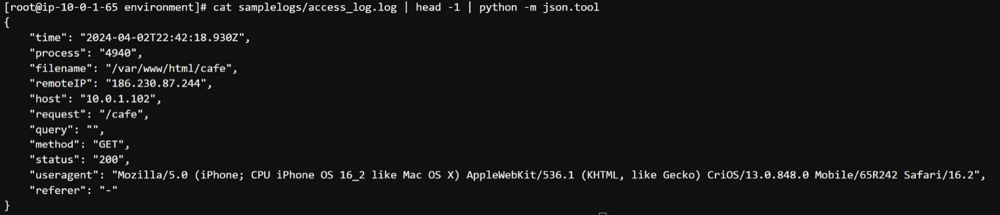 [root@ip-10-0-1-65 environment]# cat samplelogs/access_log.log | head -1 | python -m json.tool
{
    "time": "2024-04-02T22:42:18.930Z",
    "process": "4940",
    "filename": "/var/www/html/cafe",
    "remoteIP": "186.230.87.244",
    "host": "10.0.1.102",
    "request": "/cafe",
    "query": "",
    "method": "GET",
    "status": "200",
    "useragent": "Mozilla/5.0 (iPhone; CPU iPhone OS 16_2 like Mac OS X) AppleWebKit/536.1 (KHTML, like Gecko) CriOS/13.0.848.0 Mobile/65R242 Safari/16.2",
    "referer": "-"
}